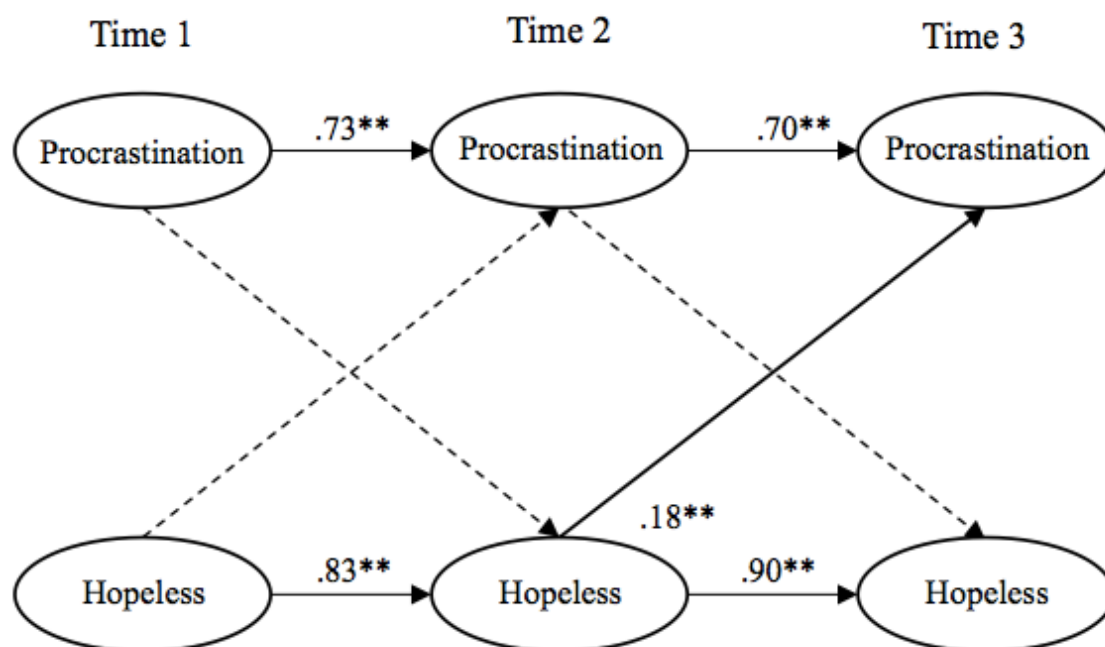 Time 1
Time 2
Time 3
Procrastination
.73**
Procrastination
.70**
Procrastination
.18**
Hopeless
.83**
Hopeless
.90**
Hopeless